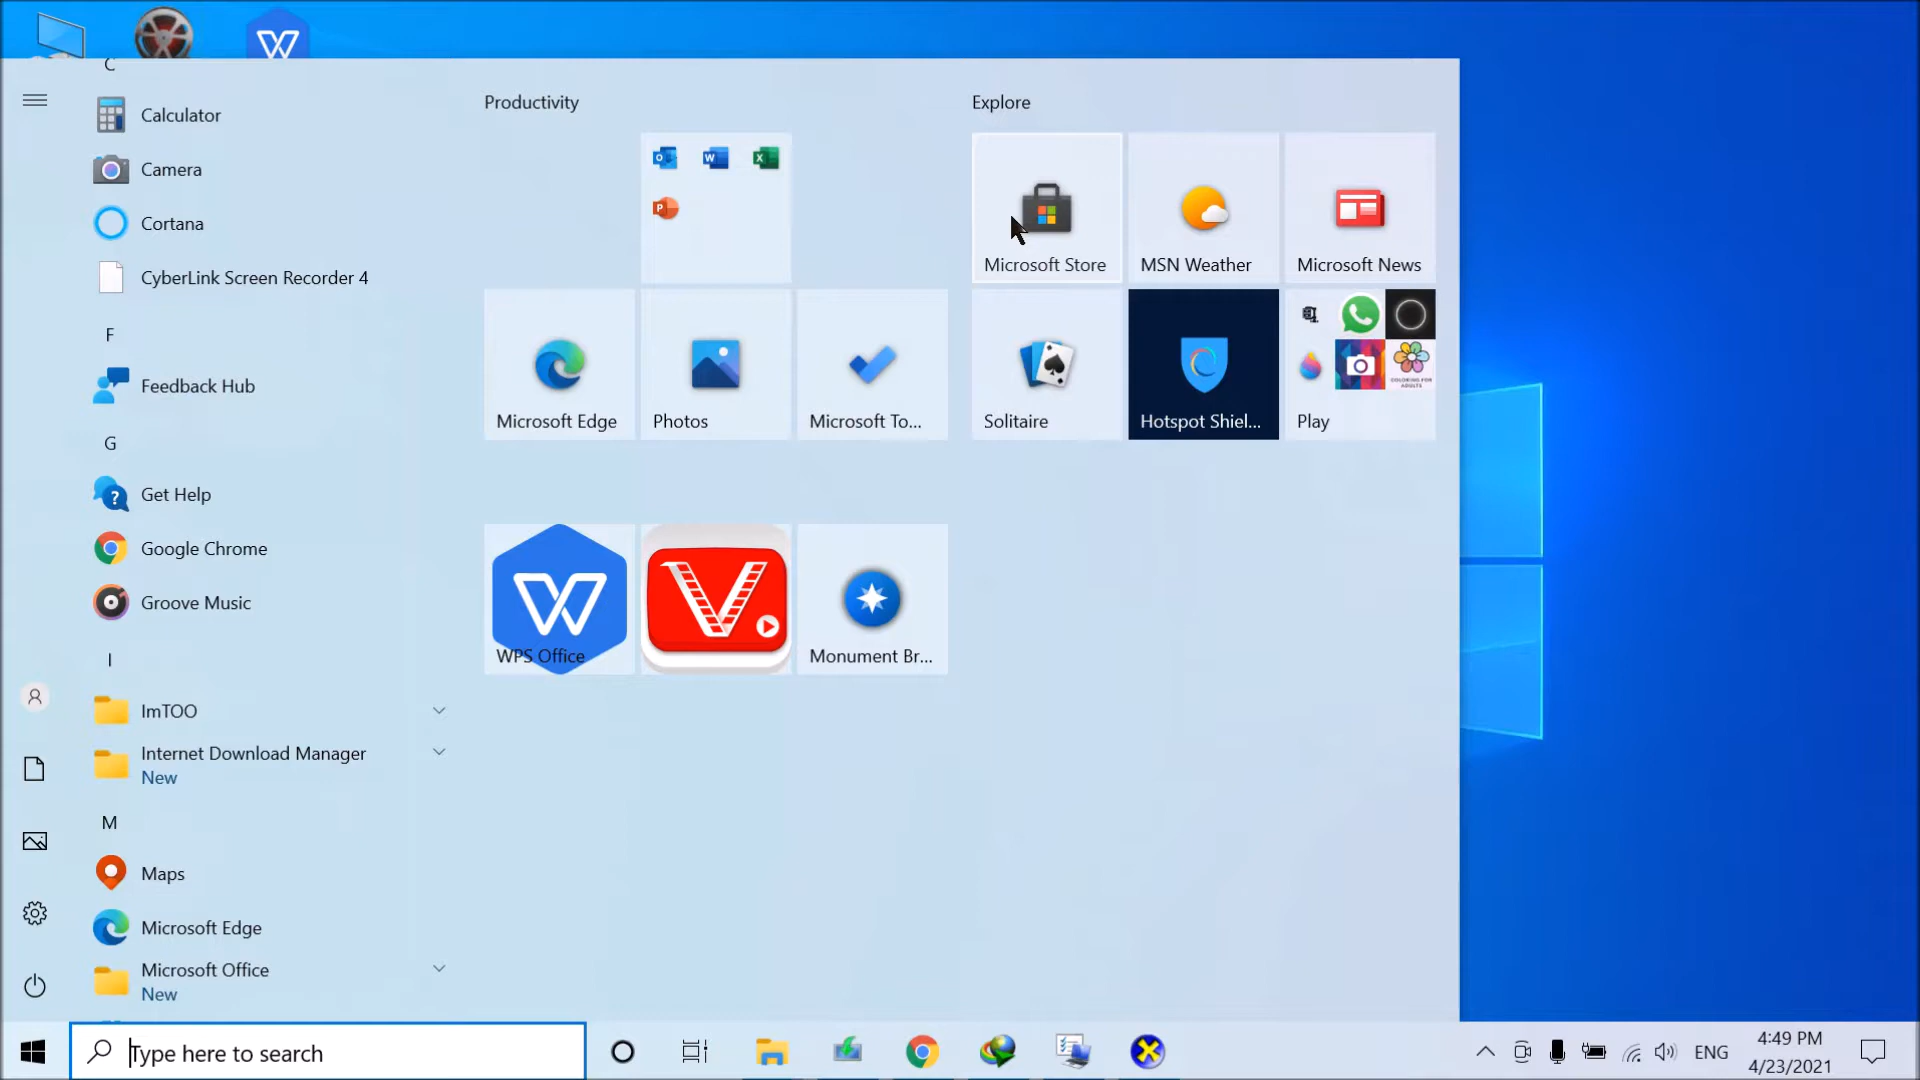 C
Calculator
Camera
Cortana
CyberLink Screen Recorder 4
F
Feedback Hub
G
Get Help
Google Chrome
Groove Music
I
ImTOO
Internet Download Manager
New
M
Maps
Microsoft Edge
Microsoft Office
New
Productivity
Microsoft Edge
Photos
Microsoft To...
WPS Office
Monument Br...
Explore
Microsoft Store
MSN Weather
Microsoft News
Solitaire
Hotspot Shiel...
COLORING FOR
ADULTS
Play
Type here to search
ENG
4:49 PM
4/23/2021